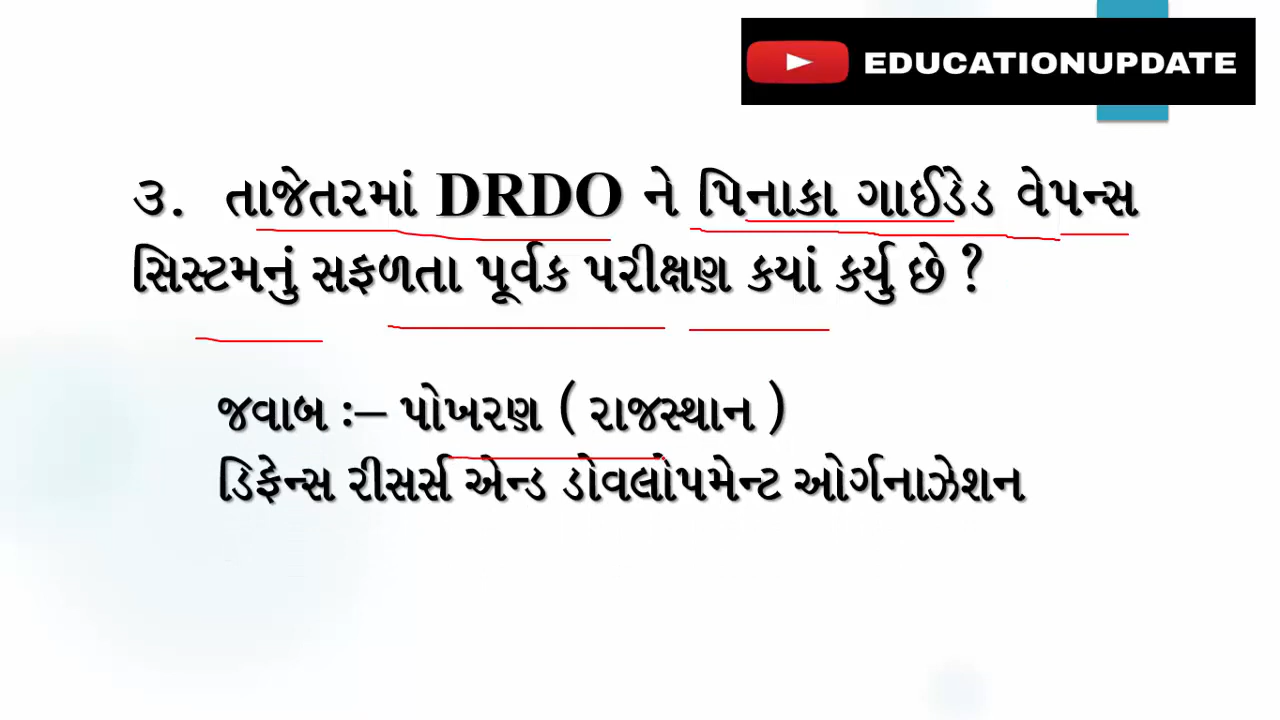 EDUCATIONUPDATE
૩. તાજેતરમાં DRDO ને પિનાકા ગાઈડેડ વેપન્સ
સિસ્ટમનું સફળતા પૂર્વક પરીક્ષણ કયાં કર્યુ છે ?
જવાબ :– પોખરણ ( રાજસ્થાન )
ડિફેન્સ રીસર્સ એન્ડ ડોવલોપમેન્ટ ઓર્ગનાઝેશન